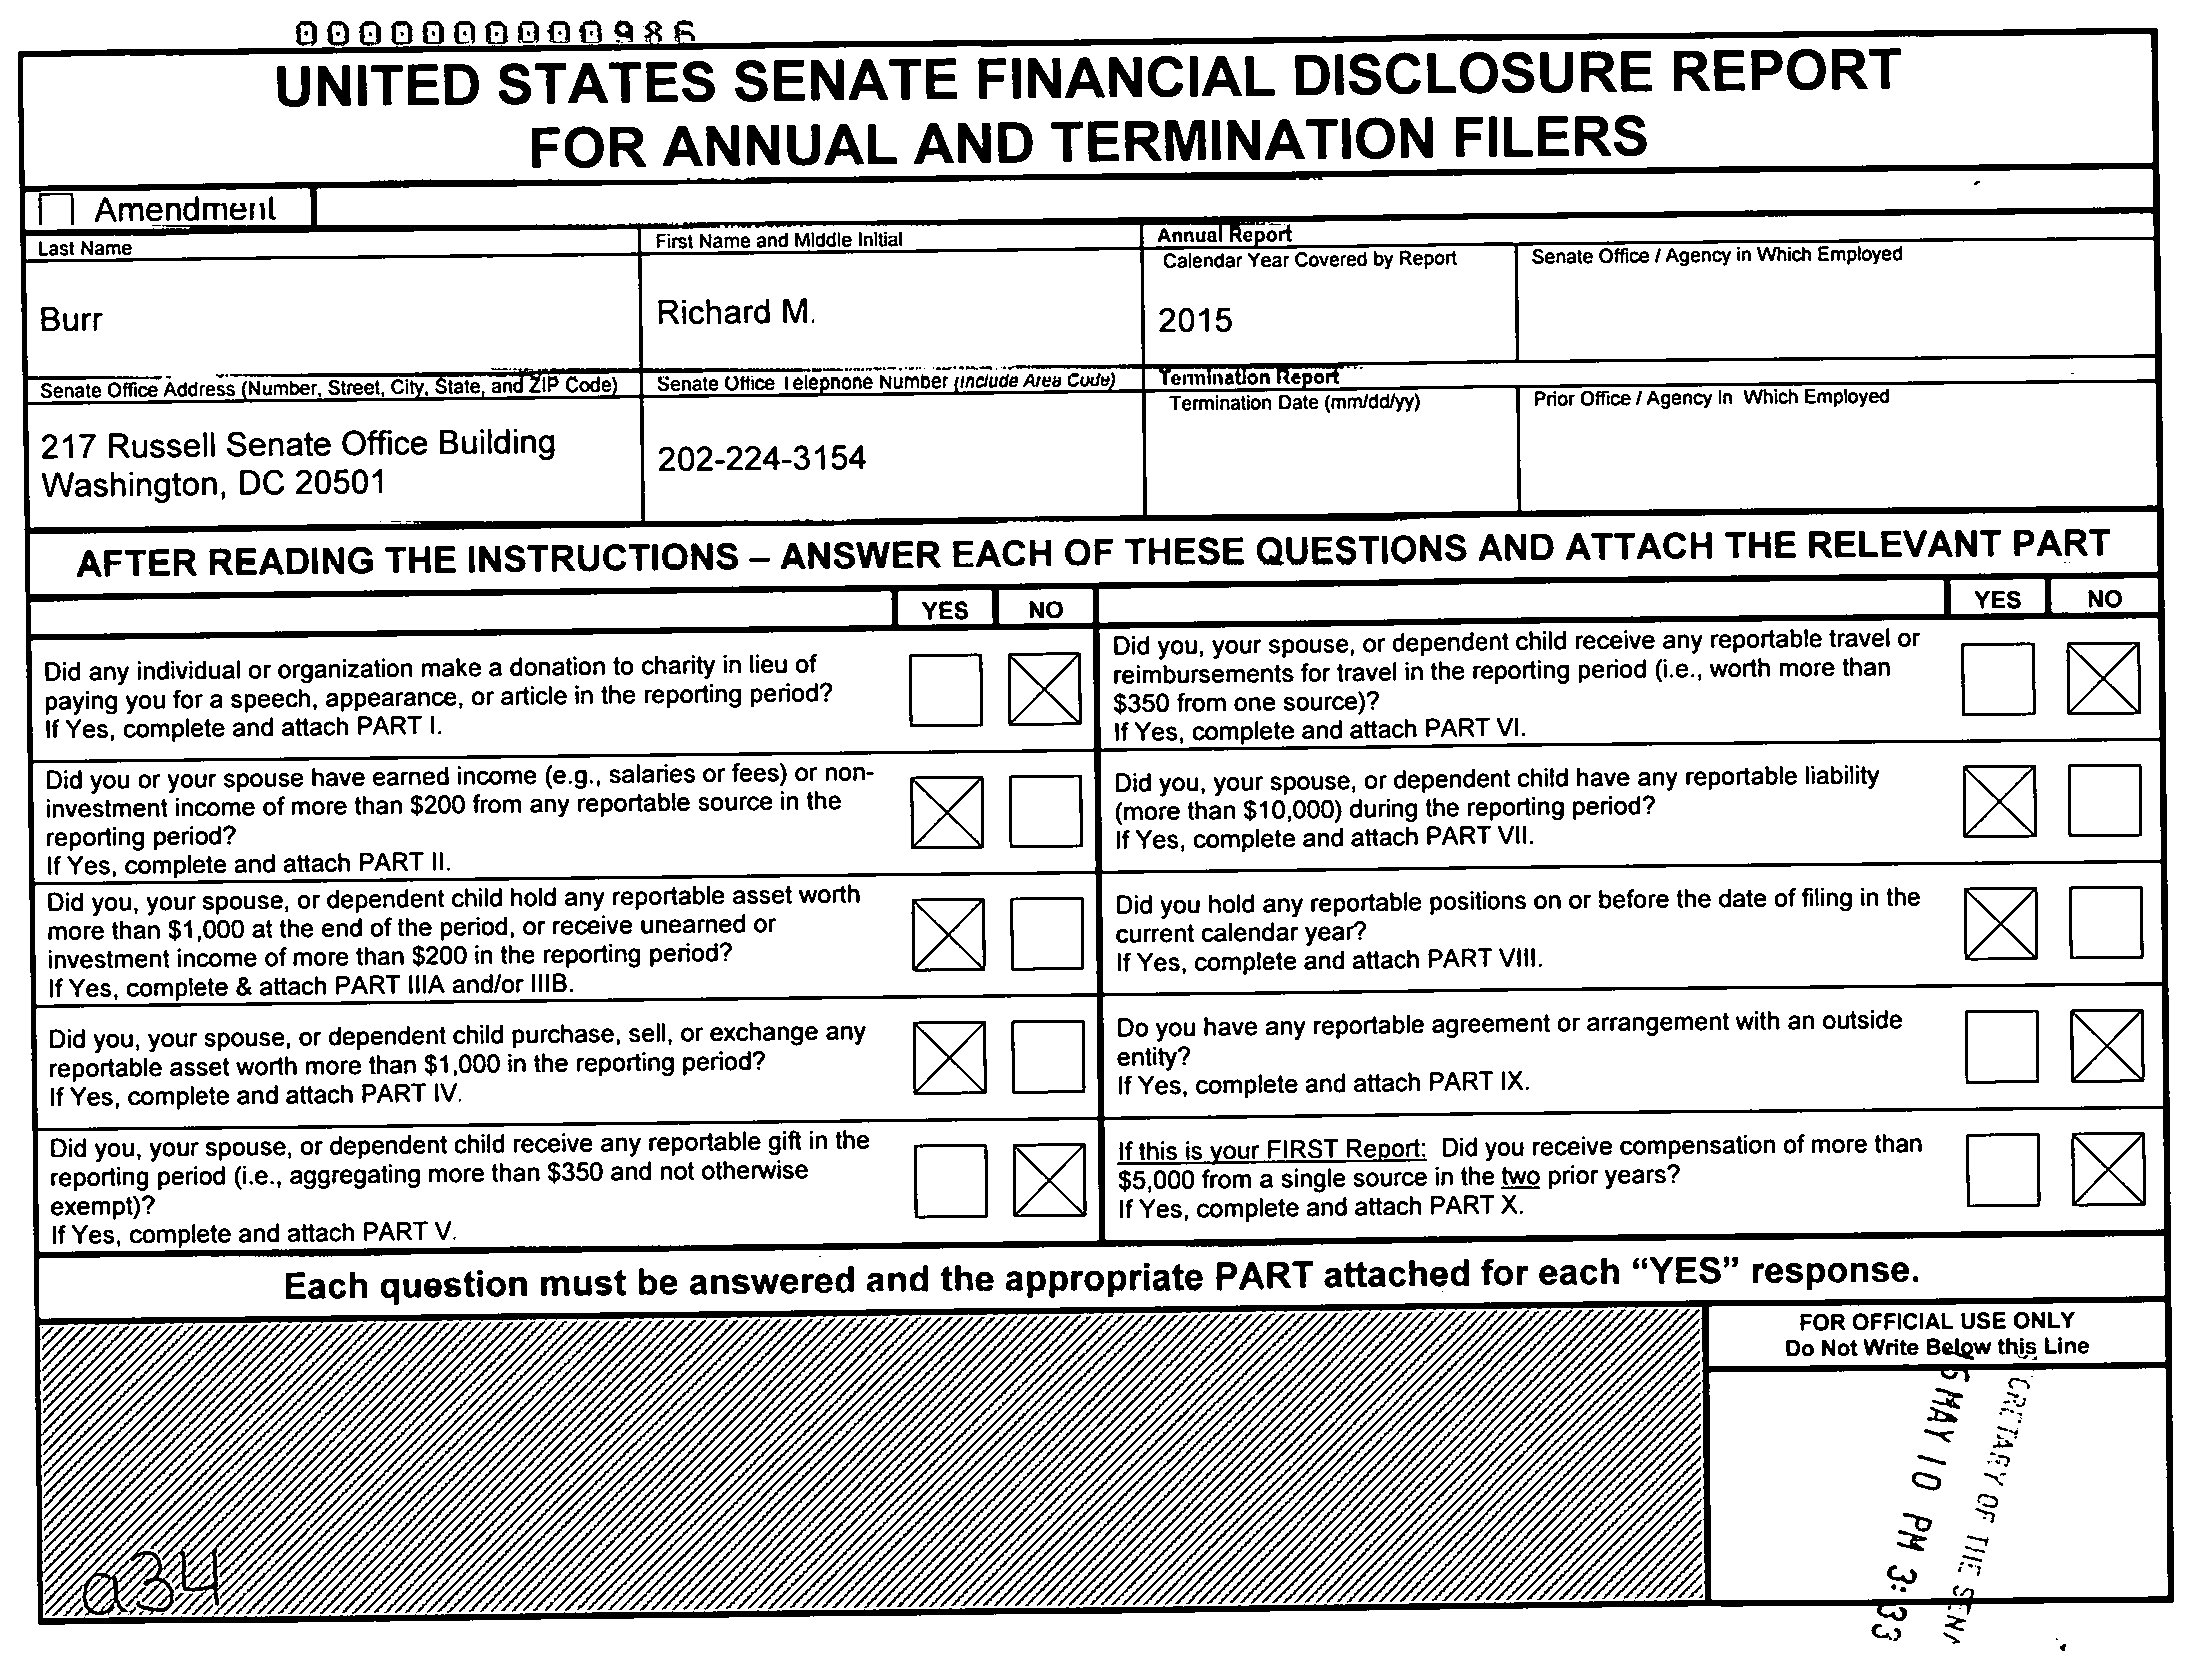 000000000986
UNITED STATES SENATE FINANCIAL DISCLOSURE REPORT
FOR ANNUAL AND TERMINATION FILERS
Amendment
Last Name
First Name and Middle Initial
Annual Report
Calendar Year Covered by Report
Senate Office / Agency in Which Employed
Burr
Richard M.
2015
Senate Office Address (Number, Street, City, State, and ZIP Code)
Senate Office Telephone Number (Include Area Code)
Termination Report
Termination Date (mm/dd/yy)
Prior Office / Agency In Which Employed
217 Russell Senate Office Building
Washington, DC 20501
202-224-3154
AFTER READING THE INSTRUCTIONS – ANSWER EACH OF THESE QUESTIONS AND ATTACH THE RELEVANT PART
YES NO
Did any individual or organization make a donation to charity in lieu of
paying you for a speech, appearance, or article in the reporting period?
If Yes, complete and attach PART I.
Did you or your spouse have earned income (e.g., salaries or fees) or non-
investment income of more than $200 from any reportable source in the
reporting period?
If Yes, complete and attach PART II.
Did you, your spouse, or dependent child hold any reportable asset worth
more than $1,000 at the end of the period, or receive unearned or
investment income of more than $200 in the reporting period?
If Yes, complete & attach PART IIIA and/or IIIB.
Did you, your spouse, or dependent child purchase, sell, or exchange any
reportable asset worth more than $1,000 in the reporting period?
If Yes, complete and attach PART IV.
Did you, your spouse, or dependent child receive any reportable gift in the
reporting period (i.e., aggregating more than $350 and not otherwise
exempt)?
If Yes, complete and attach PART V.
YES NO
Did you, your spouse, or dependent child receive any reportable travel or
reimbursements for travel in the reporting period (i.e., worth more than
$350 from one source)?
If Yes, complete and attach PART VI.
Did you, your spouse, or dependent child have any reportable liability
(more than $10,000) during the reporting period?
If Yes, complete and attach PART VII.
Did you hold any reportable positions on or before the date of filing in the
current calendar year?
If Yes, complete and attach PART VIII.
Do you have any reportable agreement or arrangement with an outside
entity?
If Yes, complete and attach PART IX.
If this is your FIRST Report: Did you receive compensation of more than
$5,000 from a single source in the two prior years?
If Yes, complete and attach PART X.
Each question must be answered and the appropriate PART attached for each “YES” response.
FOR OFFICIAL USE ONLY
Do Not Write Below this Line
CRETARY OF THE SENA
6 MAY 10 PM 3:33
a34